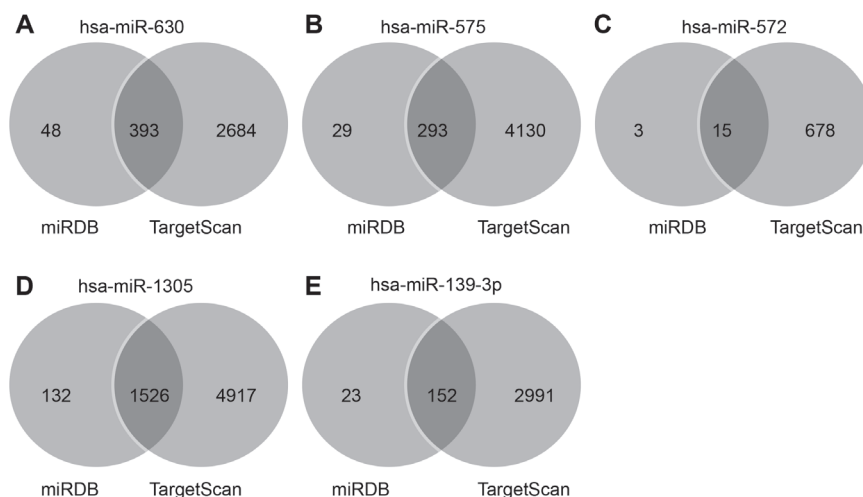 A hsa-miR-630
48 393 2684
miRDB TargetScan
B hsa-miR-575
29 293 4130
miRDB TargetScan
C hsa-miR-572
3 15 678
miRDB TargetScan
D hsa-miR-1305
132 1526 4917
miRDB TargetScan
E hsa-miR-139-3p
23 152 2991
miRDB TargetScan